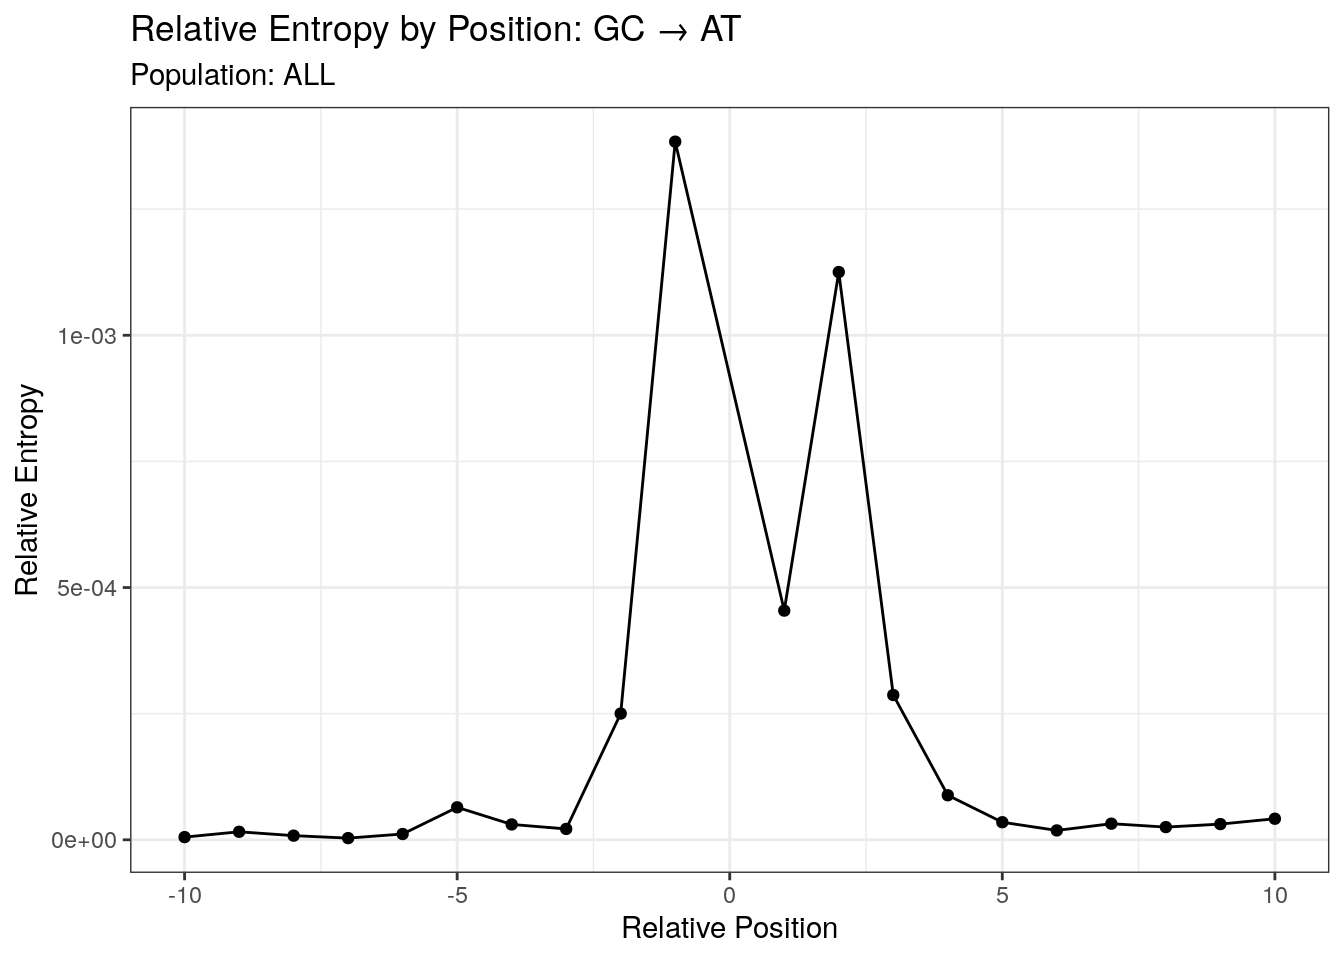 Relative Entropy by Position: GC → AT
Population: ALL
1e-03
5e-04
0e+00
Relative Entropy
-10 -5 0 5 10
Relative Position